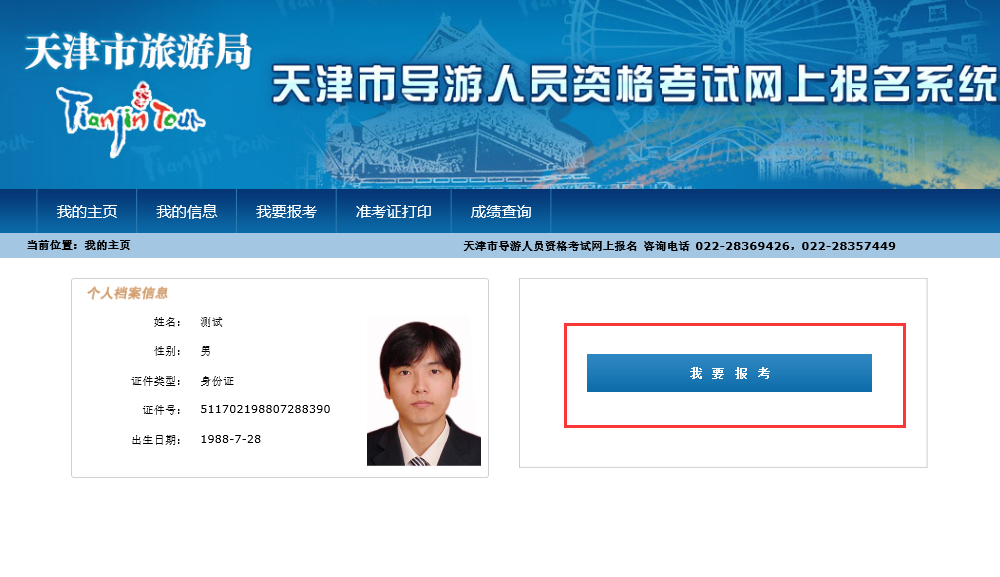 天津市旅游局
Tianjin Tour
天津市导游人员资格考试网上报名系统
我的主页 我的信息 我要报考 准考证打印 成绩查询
当前位置：我的主页 天津市导游人员资格考试网上报名 咨询电话 022-28369426，022-28357449
个人档案信息
姓名： 测试
性别： 男
证件类型： 身份证
证件号： 511702198807288390
出生日期： 1988-7-28
我 要 报 考